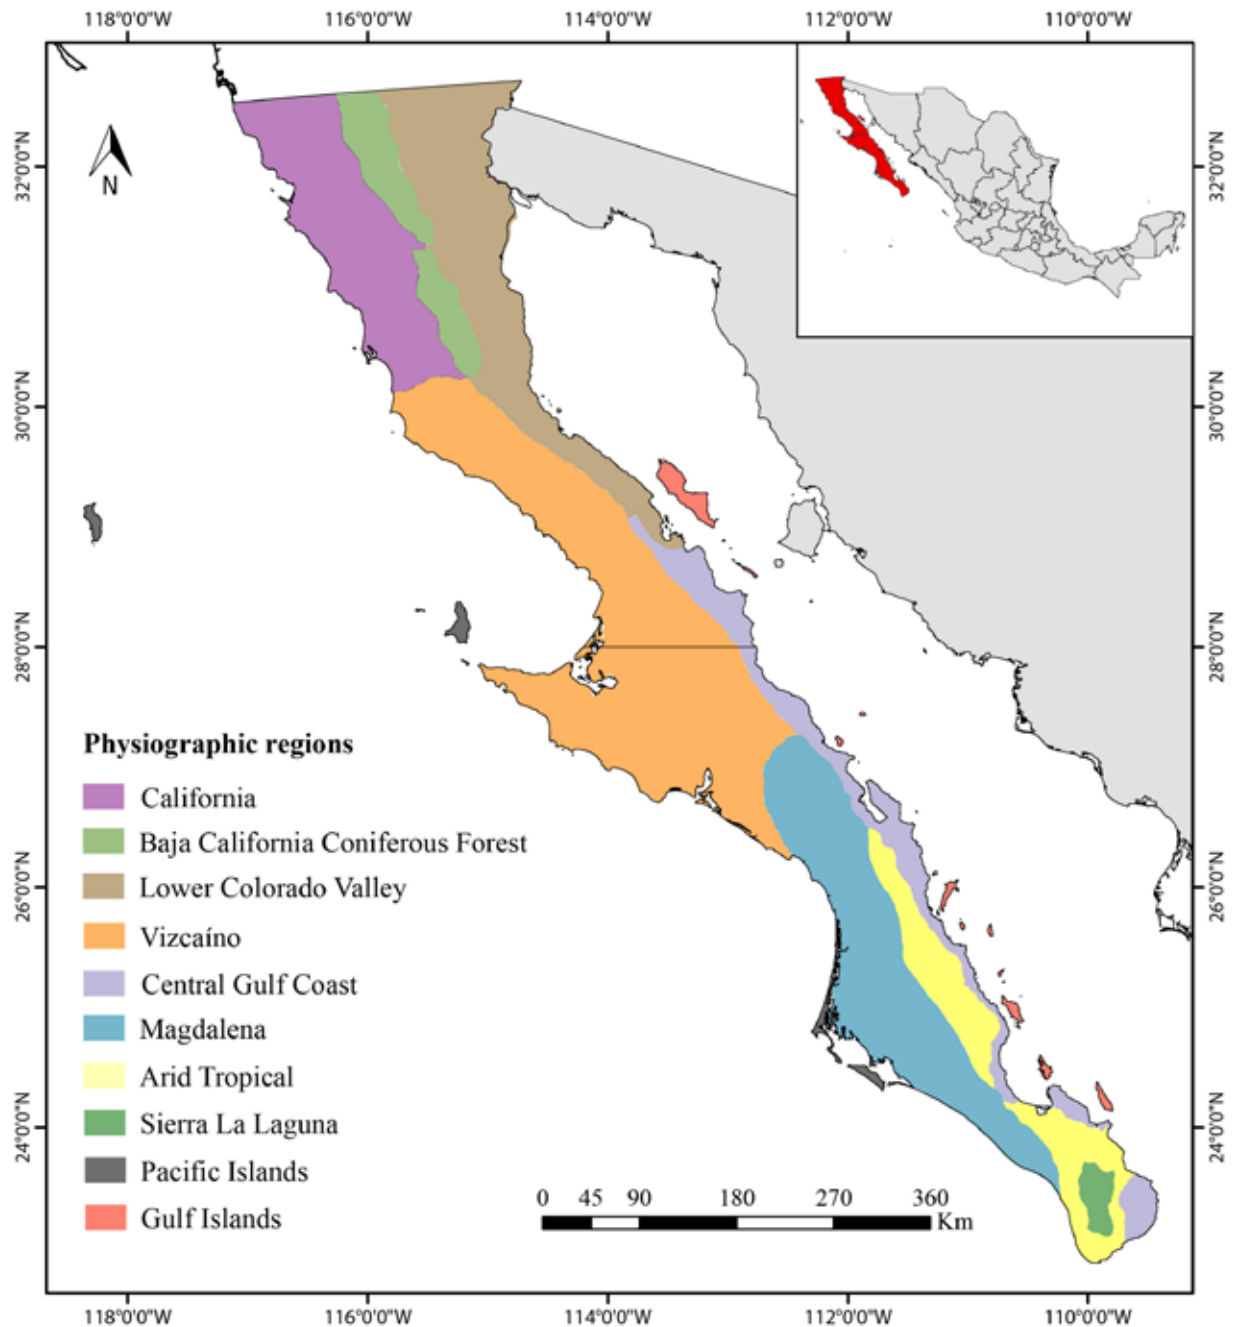 118°0'0"W 116°0'0"W 114°0'0"W 112°0'0"W 110°0'0"W
32°0'0"N 32°0'0"N
N
30°0'0"N 30°0'0"N
28°0'0"N 28°0'0"N
Physiographic regions
California
Baja California Coniferous Forest
Lower Colorado Valley
26°0'0"N 26°0'0"N
Vizcaíno
Central Gulf Coast
Magdalena
Arid Tropical
Sierra La Laguna
24°0'0"N 24°0'0"N
Pacific Islands
Gulf Islands
0 45 90 180 270 360
Km
118°0'0"W 116°0'0"W 114°0'0"W 112°0'0"W 110°0'0"W